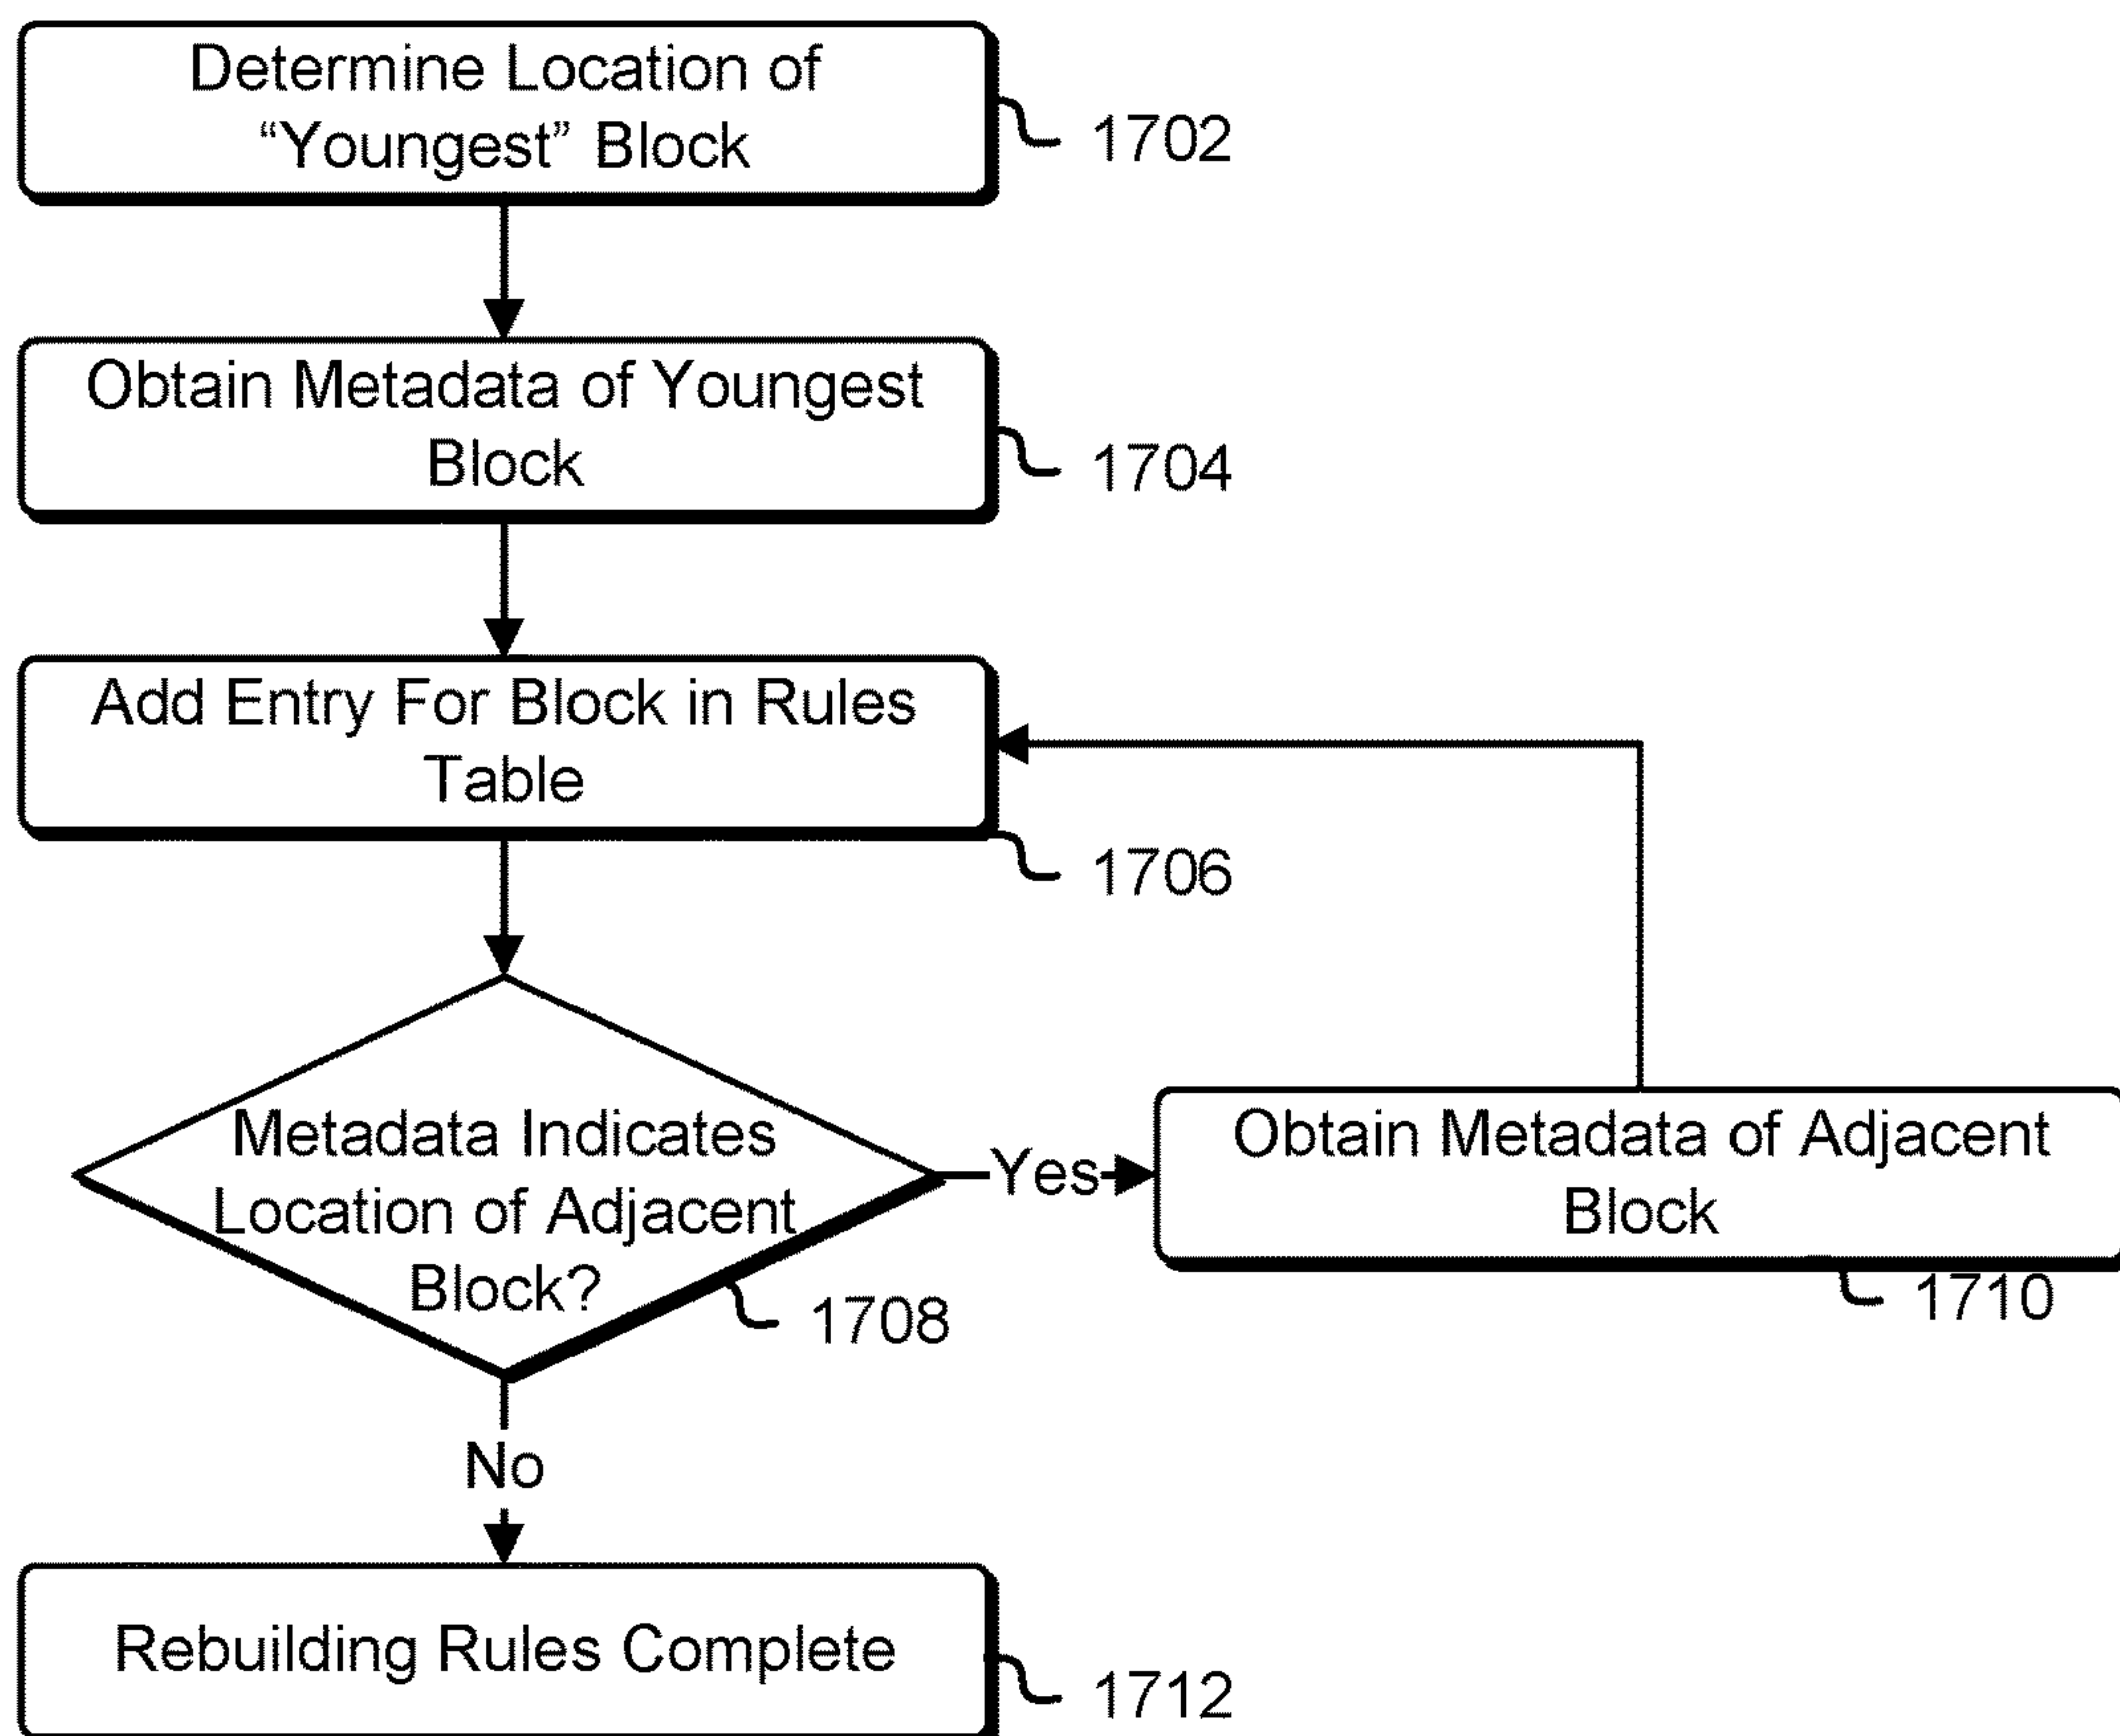 Determine Location of
“Youngest” Block
1702
Obtain Metadata of Youngest
Block
1704
Add Entry For Block in Rules
Table
1706
Metadata Indicates
Location of Adjacent
Block?
1708
Yes
Obtain Metadata of Adjacent
Block
1710
No
Rebuilding Rules Complete
1712